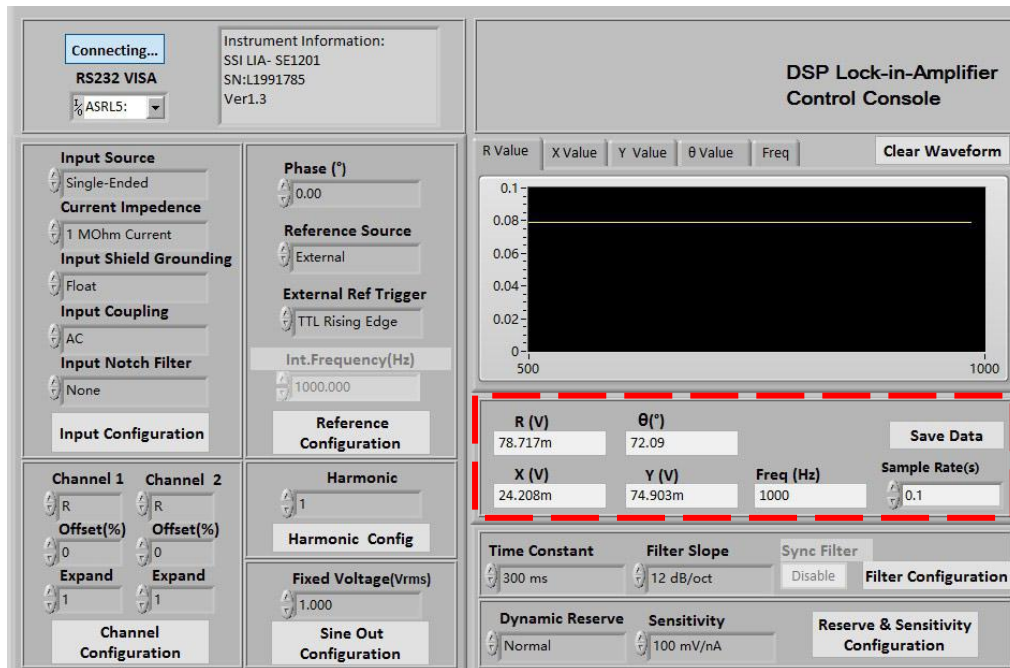 Connecting...
RS232 VISA
I/O ASRL5:
Instrument Information:
SSI LIA- SE1201
SN:L1991785
Ver1.3
DSP Lock-in-Amplifier
Control Console
Input Source
Single-Ended
Current Impedence
1 MOhm Current
Input Shield Grounding
Float
Input Coupling
AC
Input Notch Filter
None
Input Configuration
Phase (°)
0.00
Reference Source
External
External Ref Trigger
TTL Rising Edge
Int.Frequency(Hz)
1000.000
Reference
Configuration
R Value X Value Y Value θ Value Freq
Clear Waveform
0.1
0.08
0.06
0.04
0.02
0
500 1000
R (V) θ(°)
78.717m 72.09
Save Data
X (V) Y (V) Freq (Hz) Sample Rate(s)
24.208m 74.903m 1000 0.1
Channel 1 Channel 2
R R
Offset(%) Offset(%)
0 0
Expand Expand
1 1
Channel
Configuration
Harmonic
1
Harmonic Config
Fixed Voltage(Vrms)
1.000
Sine Out
Configuration
Time Constant Filter Slope Sync Filter
300 ms 12 dB/oct Disable Filter Configuration
Dynamic Reserve Sensitivity
Normal 100 mV/nA
Reserve & Sensitivity
Configuration